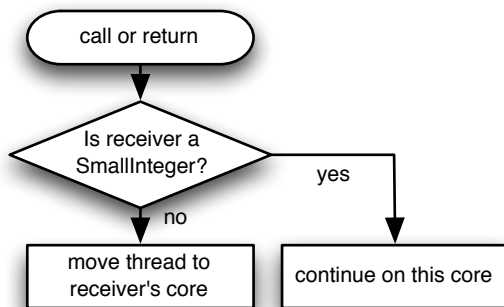 call or return
Is receiver a
SmallInteger?
yes
no
move thread to
receiver's core
continue on this core